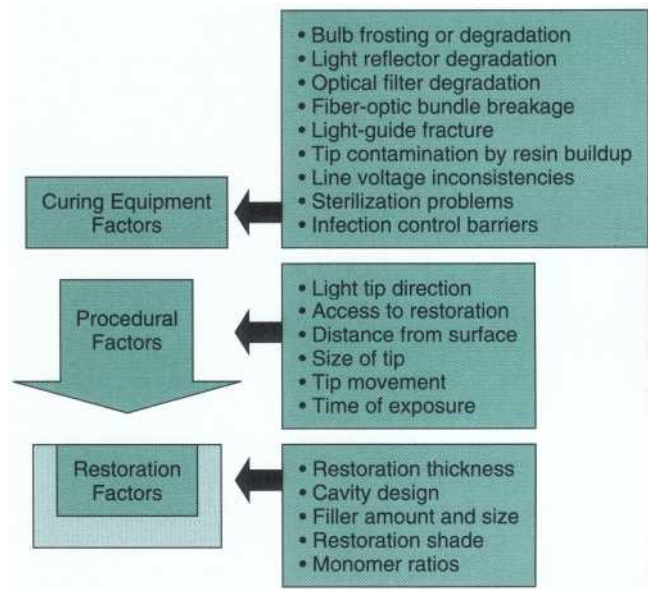 • Bulb frosting or degradation
• Light reflector degradation
• Optical filter degradation
• Fiber-optic bundle breakage
• Light-guide fracture
• Tip contamination by resin buildup
• Line voltage inconsistencies
• Sterilization problems
• Infection control barriers
Curing Equipment
Factors
• Light tip direction
• Access to restoration
• Distance from surface
• Size of tip
• Tip movement
• Time of exposure
Procedural
Factors
• Restoration thickness
• Cavity design
• Filler amount and size
• Restoration shade
• Monomer ratios
Restoration
Factors